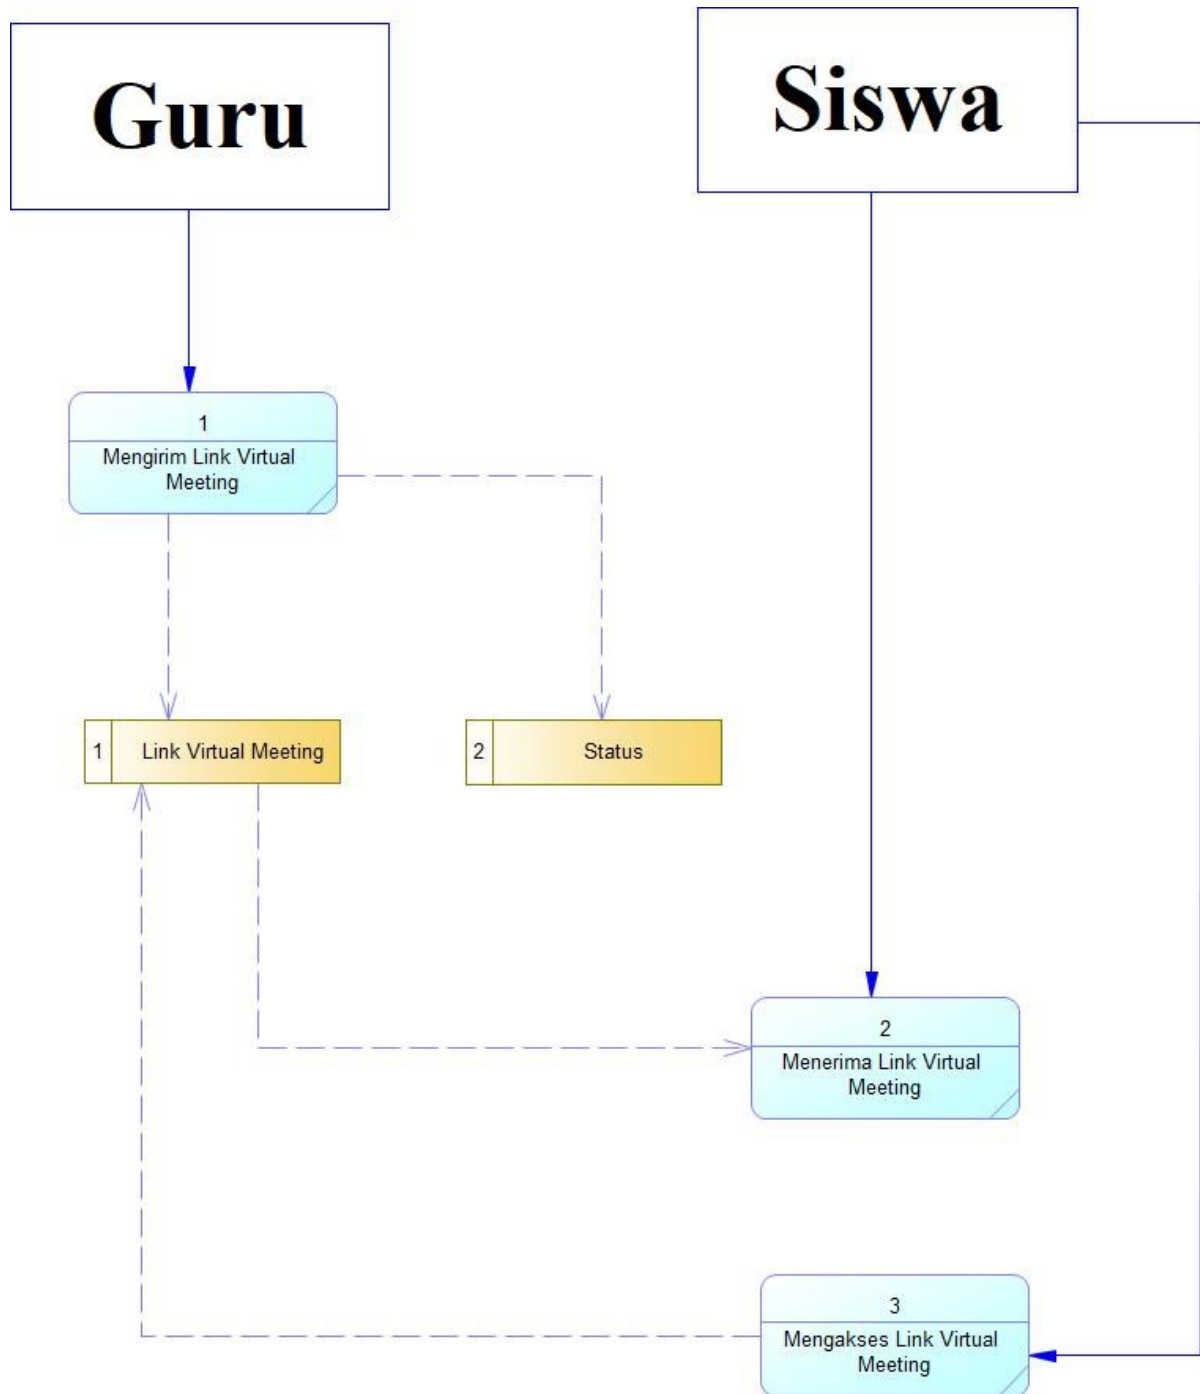 Guru
Siswa
1
Mengirim Link Virtual
Meeting
1
Link Virtual Meeting
2
Status
2
Menerima Link Virtual
Meeting
3
Mengakses Link Virtual
Meeting